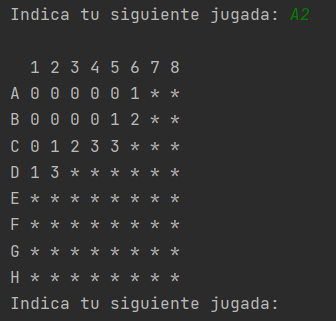 Indica tu siguiente jugada: A2
1 2 3 4 5 6 7 8
A 0 0 0 0 0 1 * *
B 0 0 0 0 1 2 * *
C 0 1 2 3 3 * * *
D 1 3 * * * * * *
E * * * * * * * *
F * * * * * * * *
G * * * * * * * *
H * * * * * * * *
Indica tu siguiente jugada: